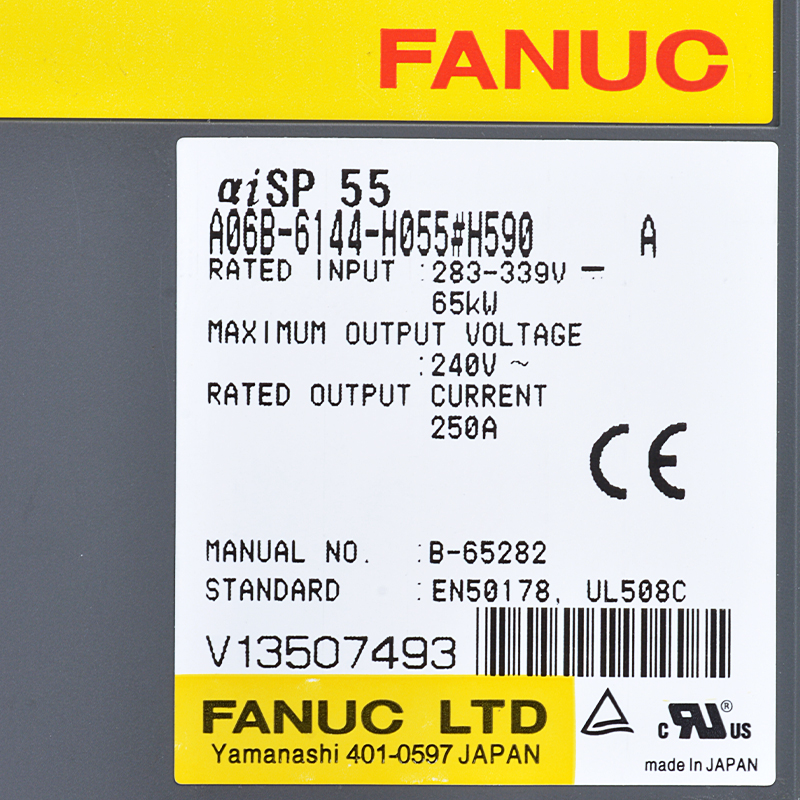 FANUC
αiSP 55
A06B-6144-H055#H590 A
RATED INPUT :283-339V ⎓
65kW
MAXIMUM OUTPUT VOLTAGE
:240V ~
RATED OUTPUT CURRENT
250A
CE
MANUAL NO. :B-65282
STANDARD :EN50178, UL508C
V13507493
FANUC LTD
Yamanashi 401-0597 JAPAN
c RU® US
made In JAPAN